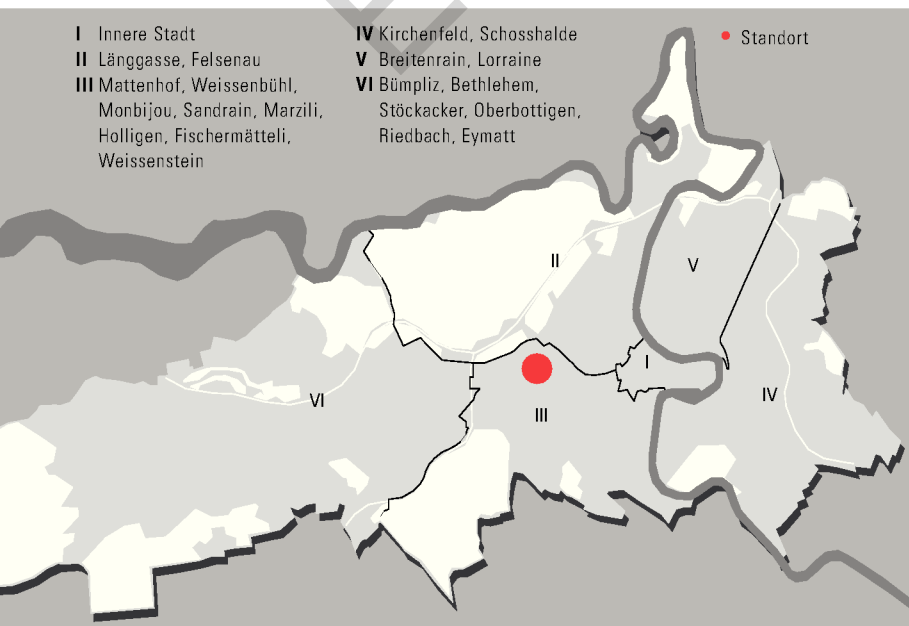 I Innere Stadt
II Länggasse, Felsenau
III Mattenhof, Weissenbühl,
Monbijou, Sandrain, Marzili,
Holligen, Fischermätteli,
Weissenstein
IV Kirchenfeld, Schosshalde
V Breitenrain, Lorraine
VI Bümpliz, Bethlehem,
Stöckacker, Oberbottigen,
Riedbach, Eymatt
Standort
II
V
I
IV
VI
III